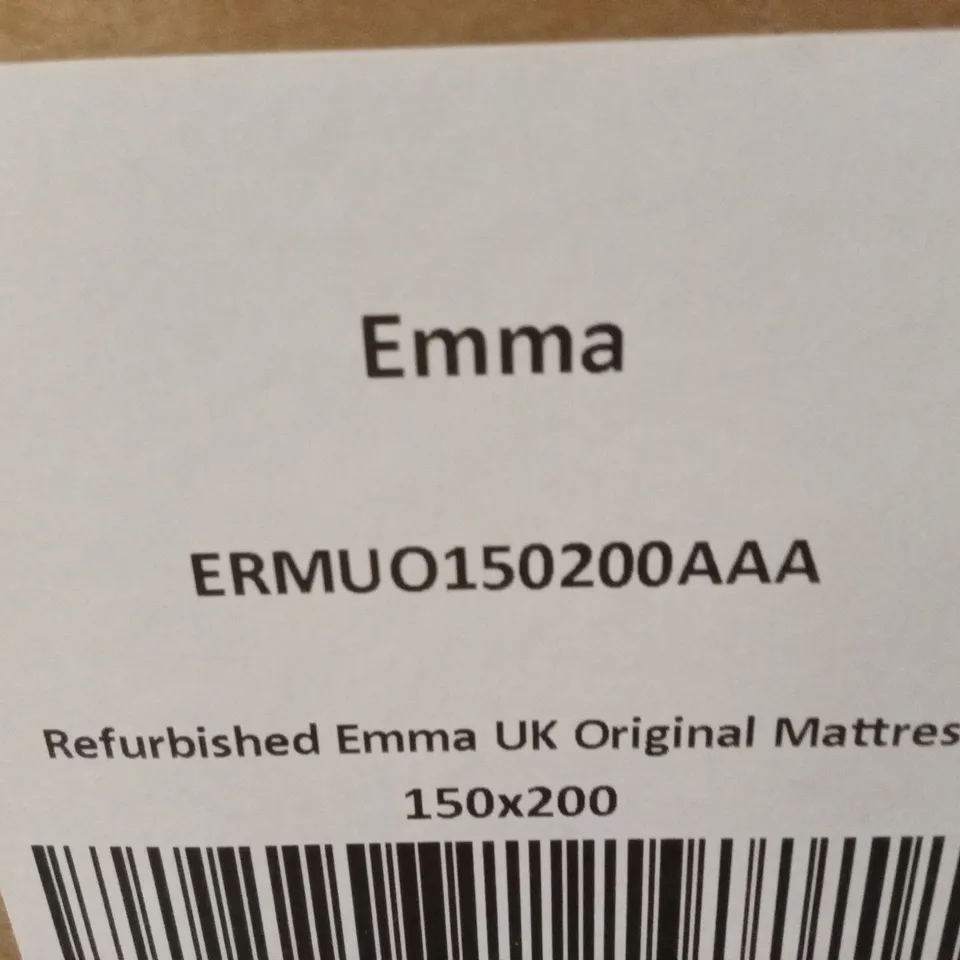 Emma
ERMUO150200AAA
Refurbished Emma UK Original Mattres
150x200